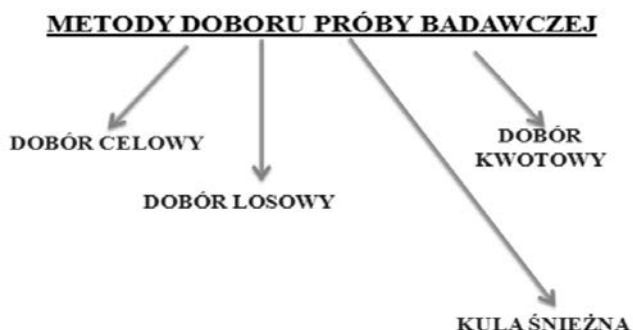 METODY DOBORU PRÓBY BADAWCZEJ
DOBÓR CELOWY
DOBÓR
KWOTOWY
DOBÓR LOSOWY
KULA ŚNIEŻNA